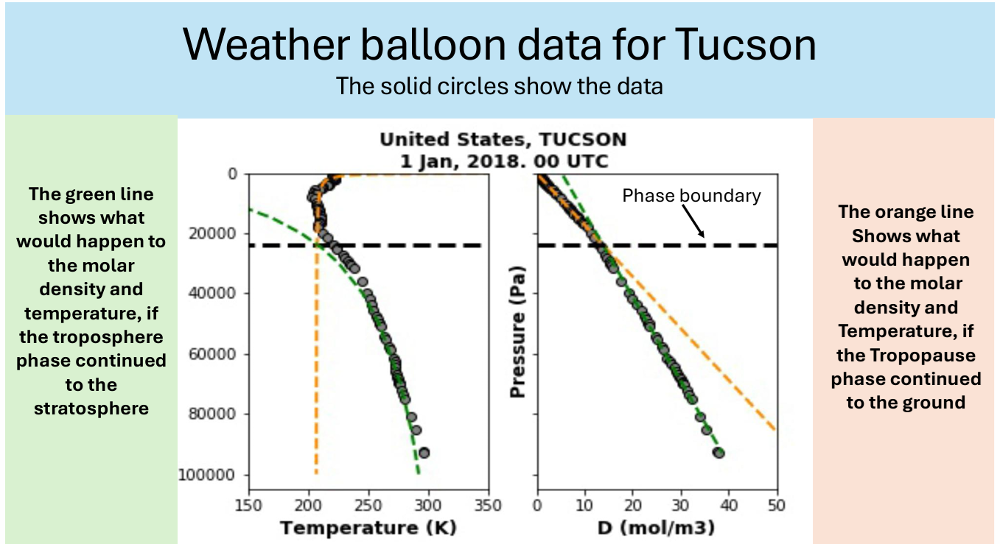 Weather balloon data for Tucson
The solid circles show the data
The green line
shows what
would happen to
the molar
density and
temperature, if
the troposphere
phase continued
to the
stratosphere
United States, TUCSON
1 Jan, 2018. 00 UTC
0
20000
40000
60000
80000
100000
150 200 250 300 350
Temperature (K)
Phase boundary
Pressure (Pa)
0 10 20 30 40 50
D (mol/m3)
The orange line
Shows what
would happen
to the molar
density and
Temperature, if
the Tropopause
phase continued
to the ground